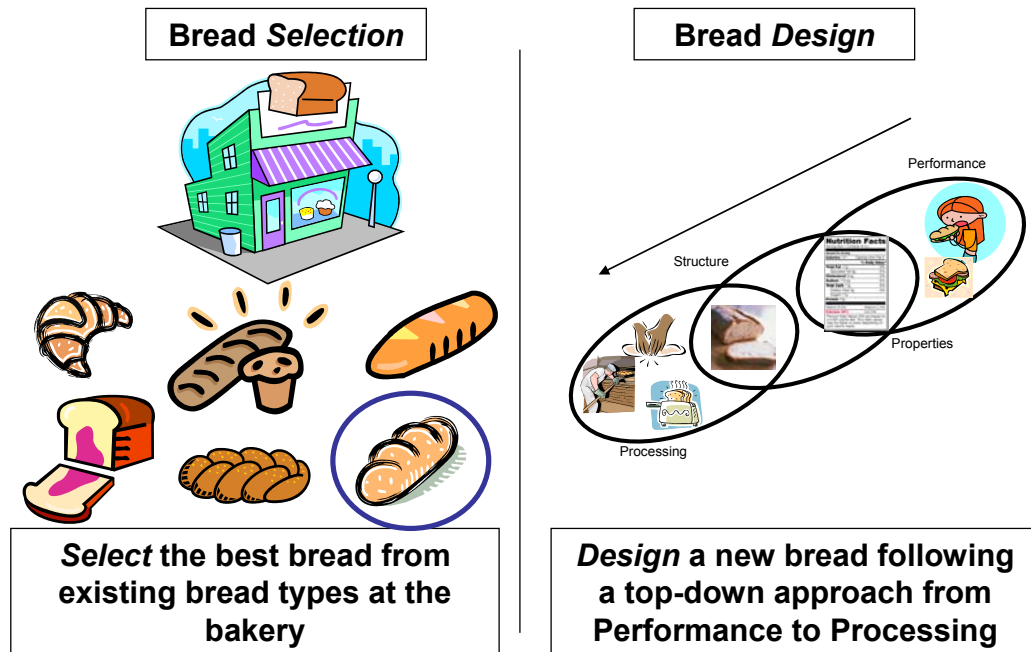 Bread Selection
Bread Design
Performance
Nutrition Facts
Structure
Properties
Processing
Select the best bread from
existing bread types at the
bakery
Design a new bread following
a top-down approach from
Performance to Processing